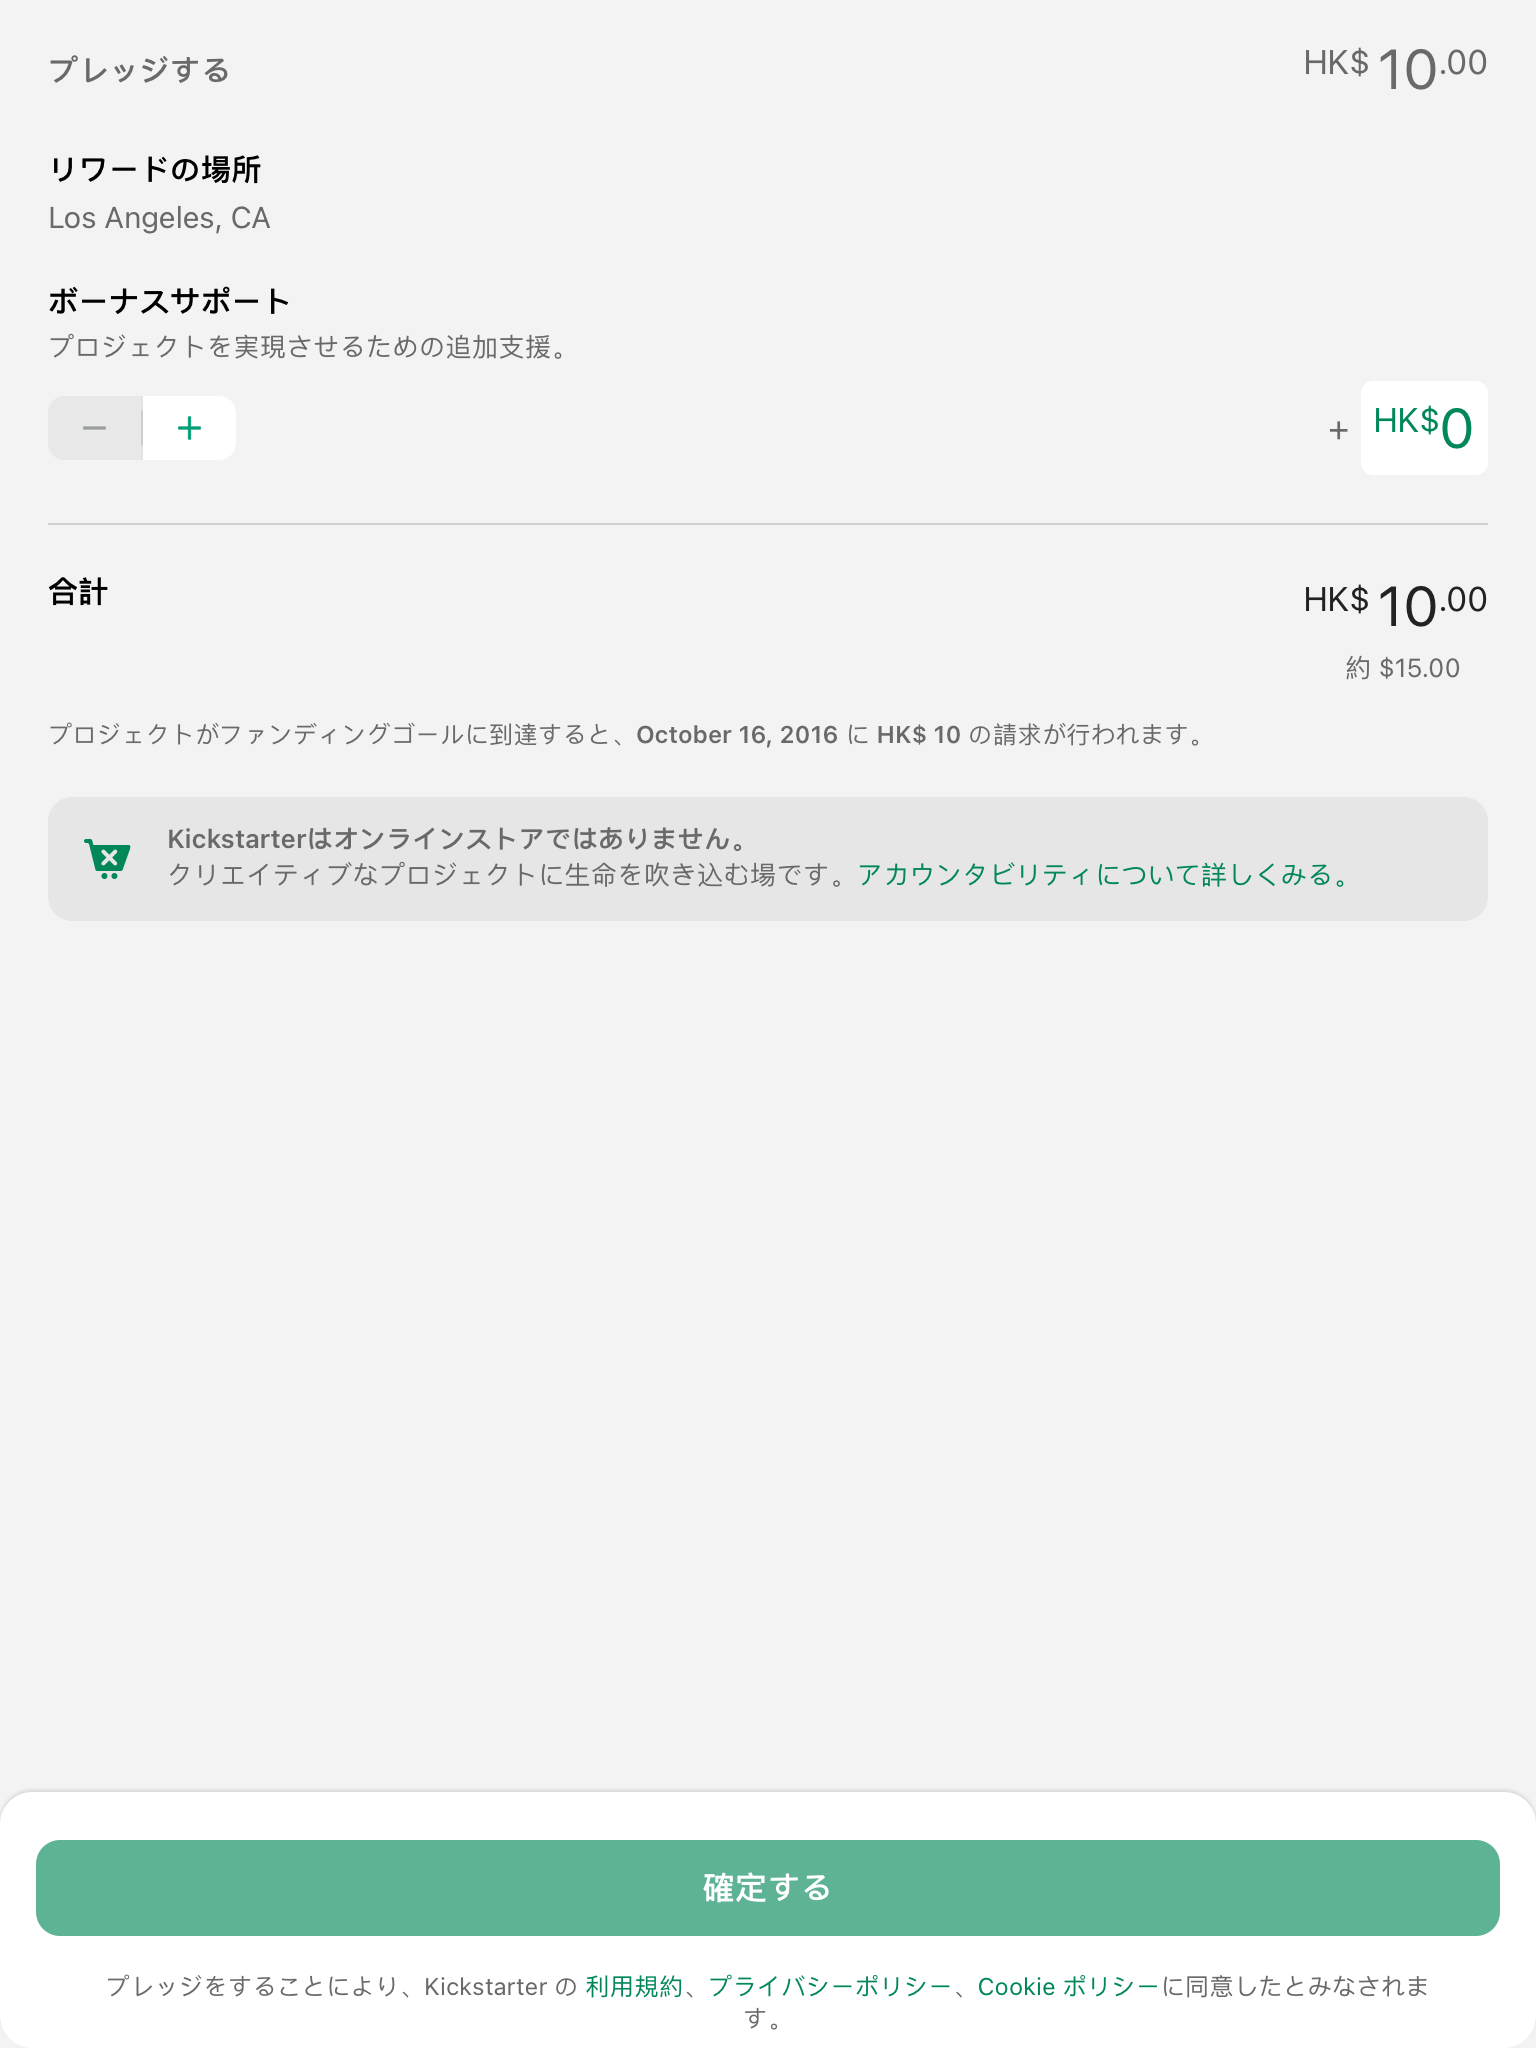 プレッジする
HK$ 10.00
リワードの場所
Los Angeles, CA
ボーナスサポート
プロジェクトを実現させるための追加支援。
− +
+ HK$0
合計
HK$ 10.00
約 $15.00
プロジェクトがファンディングゴールに到達すると、October 16, 2016 に HK$ 10 の請求が行われます。
Kickstarterはオンラインストアではありません。
クリエイティブなプロジェクトに生命を吹き込む場です。アカウンタビリティについて詳しくみる。
確定する
プレッジをすることにより、Kickstarter の 利用規約、プライバシーポリシー、Cookie ポリシーに同意したとみなされま
す。